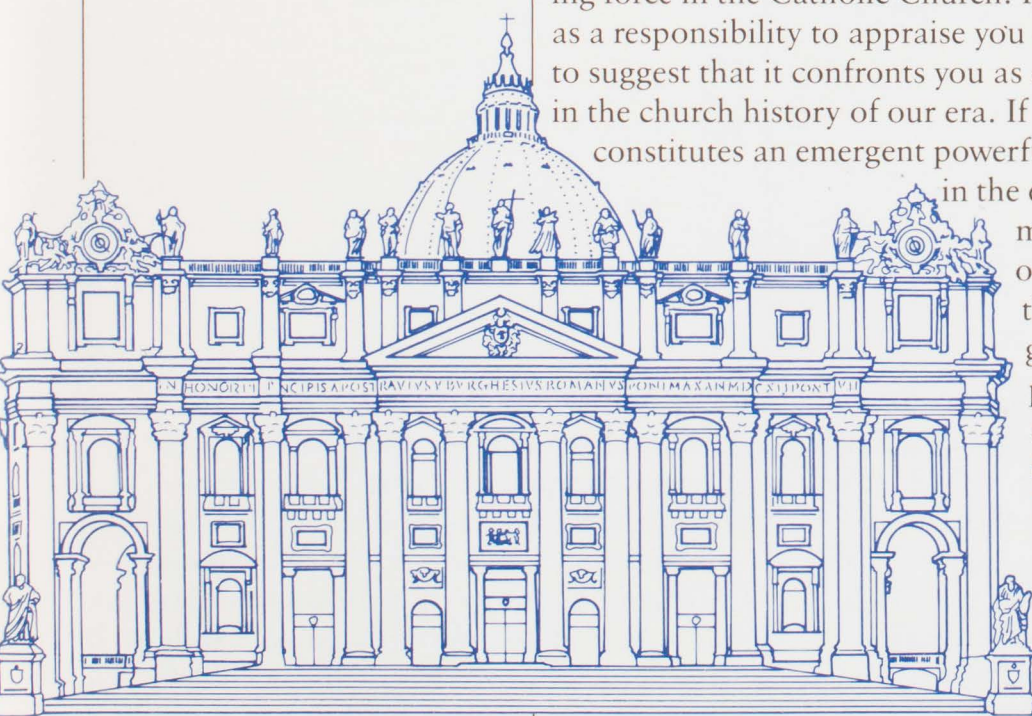 ing force in the Catholic Church.
as a responsibility to appraise you
to suggest that it confronts you as
in the church history of our era. If
constitutes an emergent powerf
in the
IN HONOREM PRINCIPIS APOST PAVLVS V BVRGHESIVS ROMANVS PONT MAX AN MDCXII PONT VII